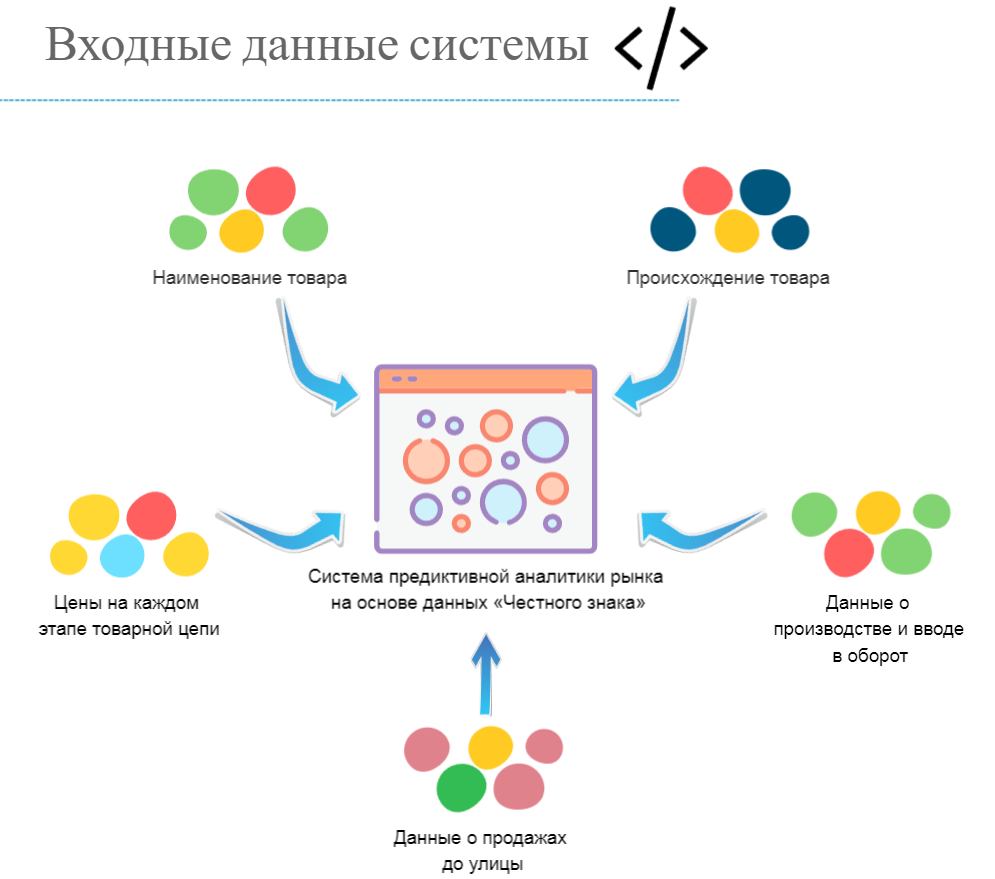 Входные данные системы </>
Наименование товара
Происхождение товара
Цены на каждом
этапе товарной цепи
Система предиктивной аналитики рынка
на основе данных «Честного знака»
Данные о
производстве и вводе
в оборот
Данные о продажах
до улицы